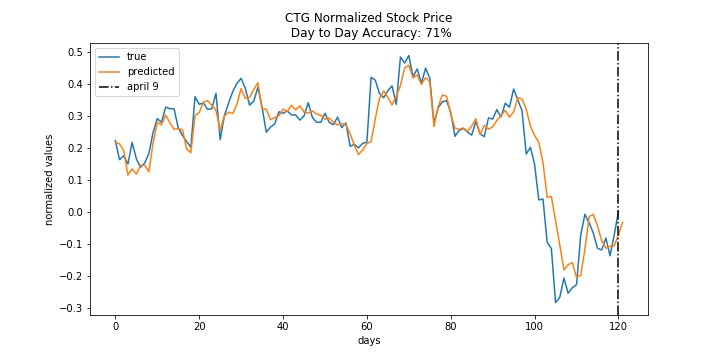 CTG Normalized Stock Price
Day to Day Accuracy: 71%
true
predicted
april 9
normalized values
0.5
0.4
0.3
0.2
0.1
0.0
−0.1
−0.2
−0.3
0 20 40 60 80 100 120
days